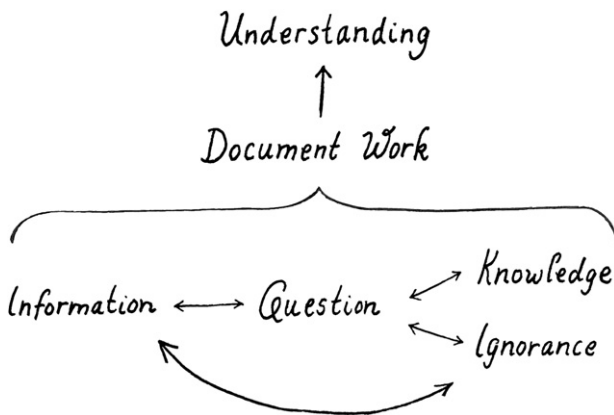 Understanding
Document Work
Information
Question
Knowledge
Ignorance